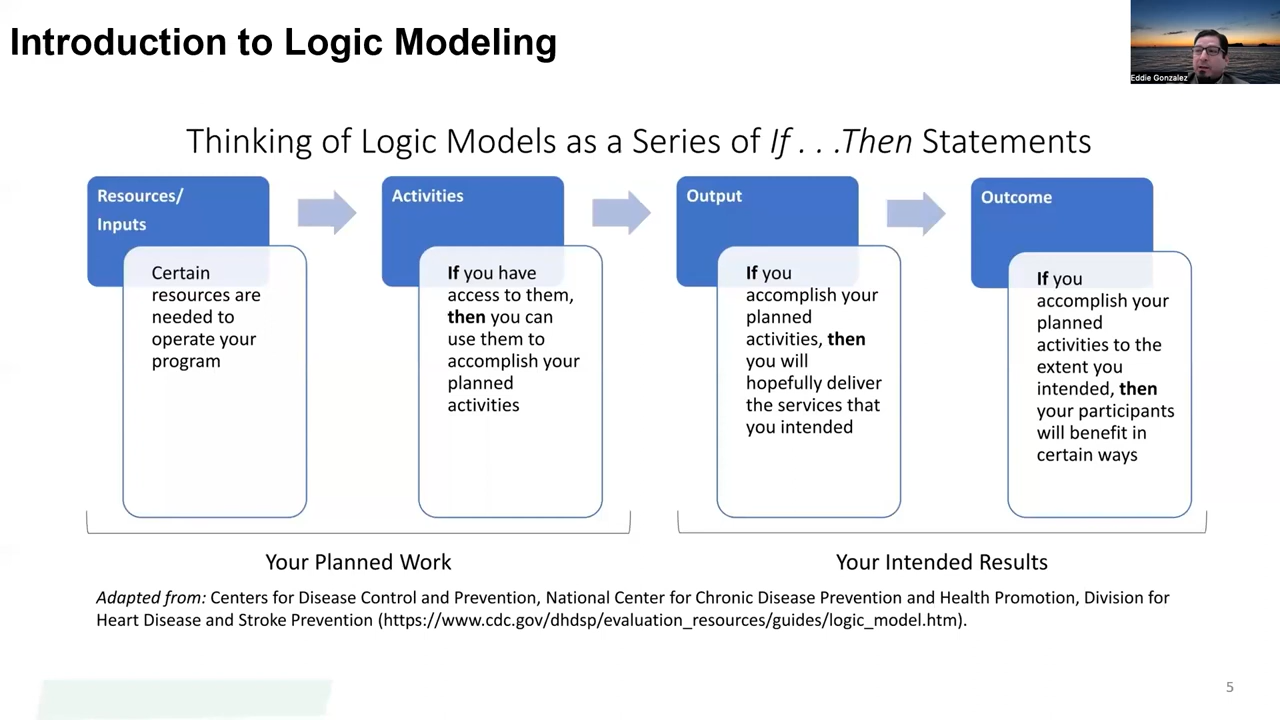 Introduction to Logic Modeling
Eddie Gonzalez
Thinking of Logic Models as a Series of If . . .Then Statements
Resources/
Inputs
Certain
resources are
needed to
operate your
program
Activities
If you have
access to them,
then you can
use them to
accomplish your
planned
activities
Output
If you
accomplish your
planned
activities, then
you will
hopefully deliver
the services that
you intended
Outcome
If you
accomplish your
planned
activities to the
extent you
intended, then
your participants
will benefit in
certain ways
Your Planned Work
Your Intended Results
Adapted from: Centers for Disease Control and Prevention, National Center for Chronic Disease Prevention and Health Promotion, Division for
Heart Disease and Stroke Prevention (https://www.cdc.gov/dhdsp/evaluation_resources/guides/logic_model.htm).
5